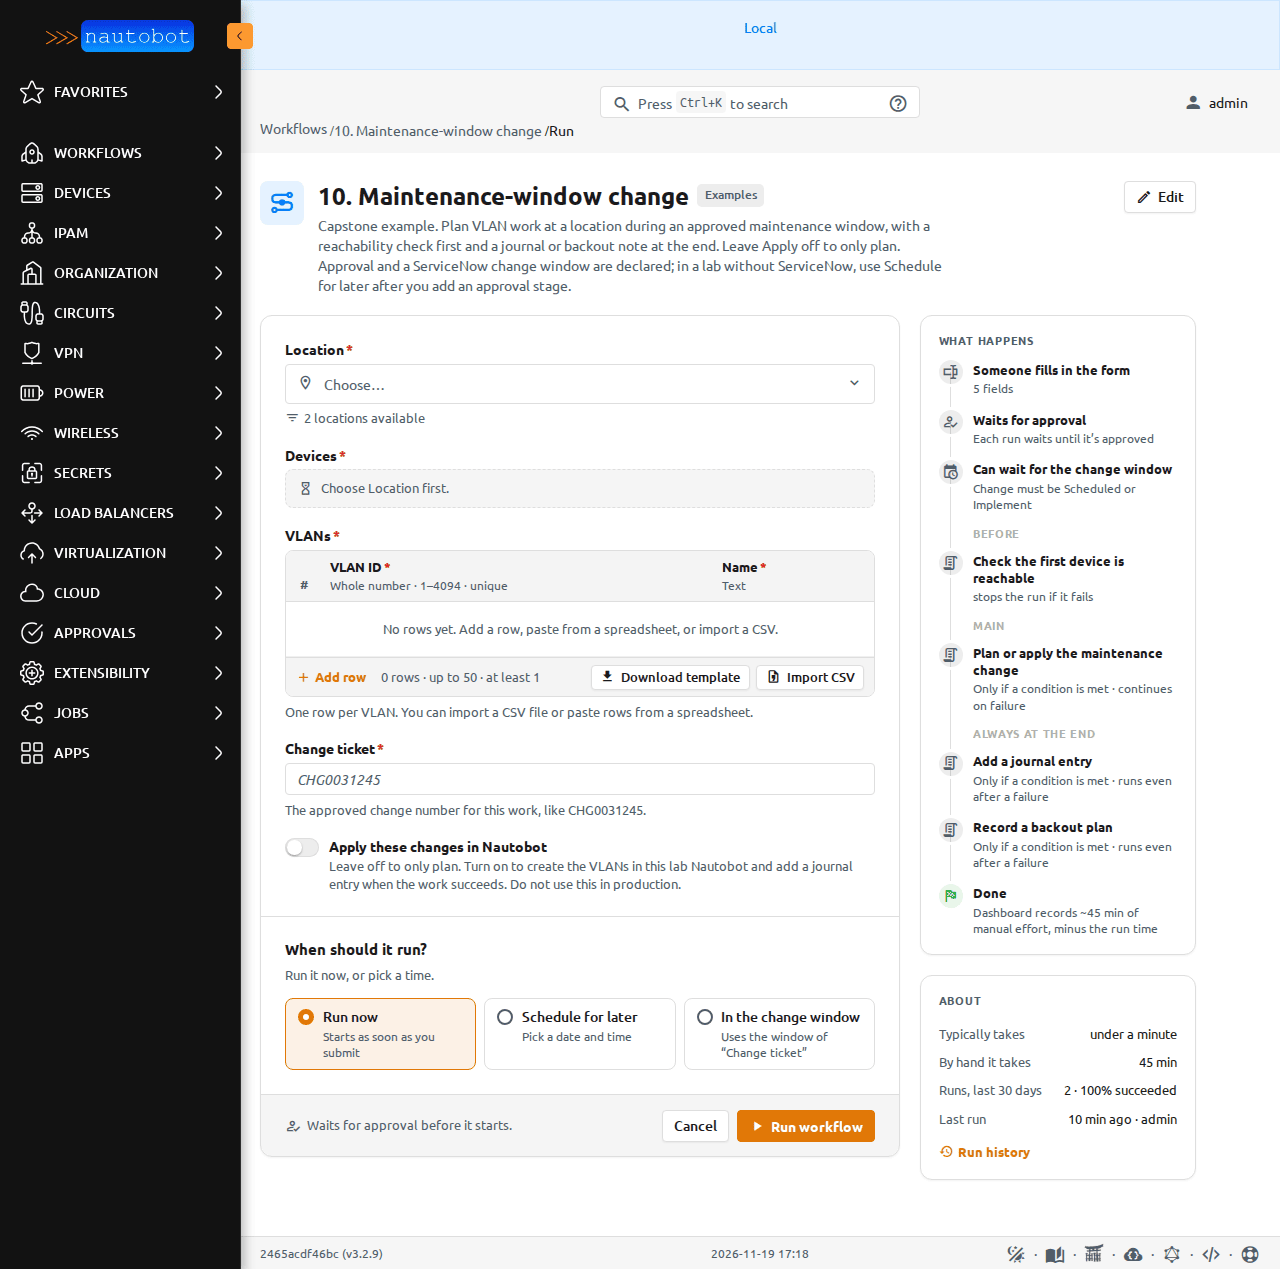 >>> nautobot
Local
FAVORITES
WORKFLOWS
DEVICES
IPAM
ORGANIZATION
CIRCUITS
VPN
POWER
WIRELESS
SECRETS
LOAD BALANCERS
VIRTUALIZATION
CLOUD
APPROVALS
EXTENSIBILITY
JOBS
APPS
Press Ctrl+K to search
admin
Workflows / 10. Maintenance-window change / Run
10. Maintenance-window change Examples
Edit
Capstone example. Plan VLAN work at a location during an approved maintenance window, with a
reachability check first and a journal or backout note at the end. Leave Apply off to only plan.
Approval and a ServiceNow change window are declared; in a lab without ServiceNow, use Schedule
for later after you add an approval stage.
Location *
Choose…
2 locations available
Devices *
Choose Location first.
VLANs *
# VLAN ID * Name *
Whole number · 1–4094 · unique Text
No rows yet. Add a row, paste from a spreadsheet, or import a CSV.
+ Add row 0 rows · up to 50 · at least 1 Download template Import CSV
One row per VLAN. You can import a CSV file or paste rows from a spreadsheet.
Change ticket *
CHG0031245
The approved change number for this work, like CHG0031245.
Apply these changes in Nautobot
Leave off to only plan. Turn on to create the VLANs in this lab Nautobot and add a journal
entry when the work succeeds. Do not use this in production.
When should it run?
Run it now, or pick a time.
Run now
Starts as soon as you
submit
Schedule for later
Pick a date and time
In the change window
Uses the window of
“Change ticket”
Waits for approval before it starts.
Cancel
Run workflow
WHAT HAPPENS
Someone fills in the form
5 fields
Waits for approval
Each run waits until it’s approved
Can wait for the change window
Change must be Scheduled or
Implement
BEFORE
Check the first device is
reachable
stops the run if it fails
MAIN
Plan or apply the maintenance
change
Only if a condition is met · continues
on failure
ALWAYS AT THE END
Add a journal entry
Only if a condition is met · runs even
after a failure
Record a backout plan
Only if a condition is met · runs even
after a failure
Done
Dashboard records ~45 min of
manual effort, minus the run time
ABOUT
Typically takes under a minute
By hand it takes 45 min
Runs, last 30 days 2 · 100% succeeded
Last run 10 min ago · admin
Run history
2465acdf46bc (v3.2.9)
2026-11-19 17:18